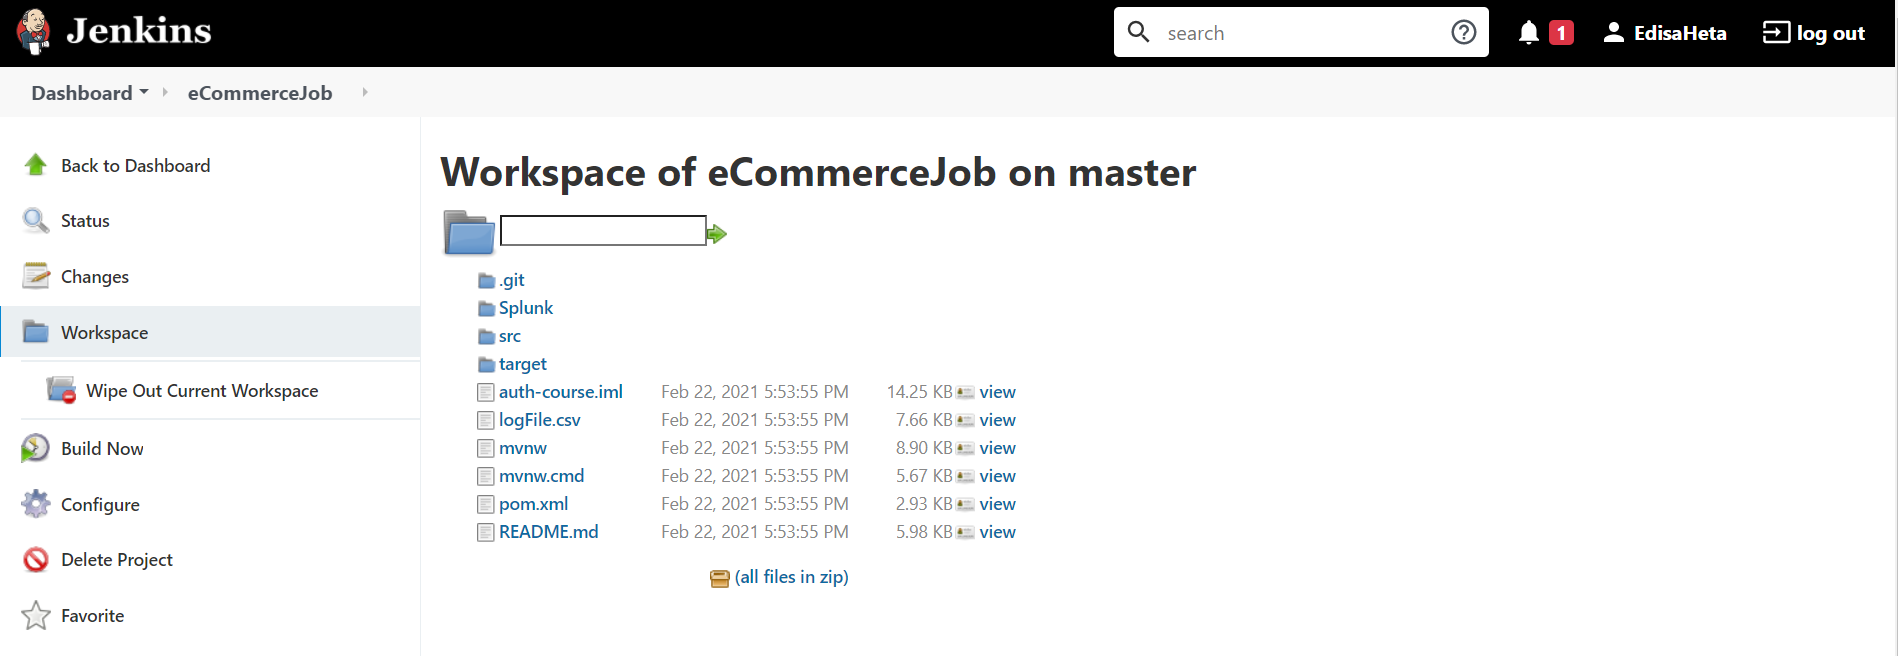 Jenkins
search
1
EdisaHeta
log out
Dashboard
eCommerceJob
Back to Dashboard
Status
Changes
Workspace
Wipe Out Current Workspace
Build Now
Configure
Delete Project
Favorite
Workspace of eCommerceJob on master
.git
Splunk
src
target
auth-course.iml Feb 22, 2021 5:53:55 PM 14.25 KB view
logFile.csv Feb 22, 2021 5:53:55 PM 7.66 KB view
mvnw Feb 22, 2021 5:53:55 PM 8.90 KB view
mvnw.cmd Feb 22, 2021 5:53:55 PM 5.67 KB view
pom.xml Feb 22, 2021 5:53:55 PM 2.93 KB view
README.md Feb 22, 2021 5:53:55 PM 5.98 KB view
(all files in zip)